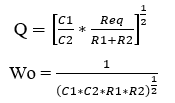 Q = [C1/C2 * Req/(R1+R2)]^(1/2)
Wo = 1/(C1*C2*R1*R2)^(1/2)